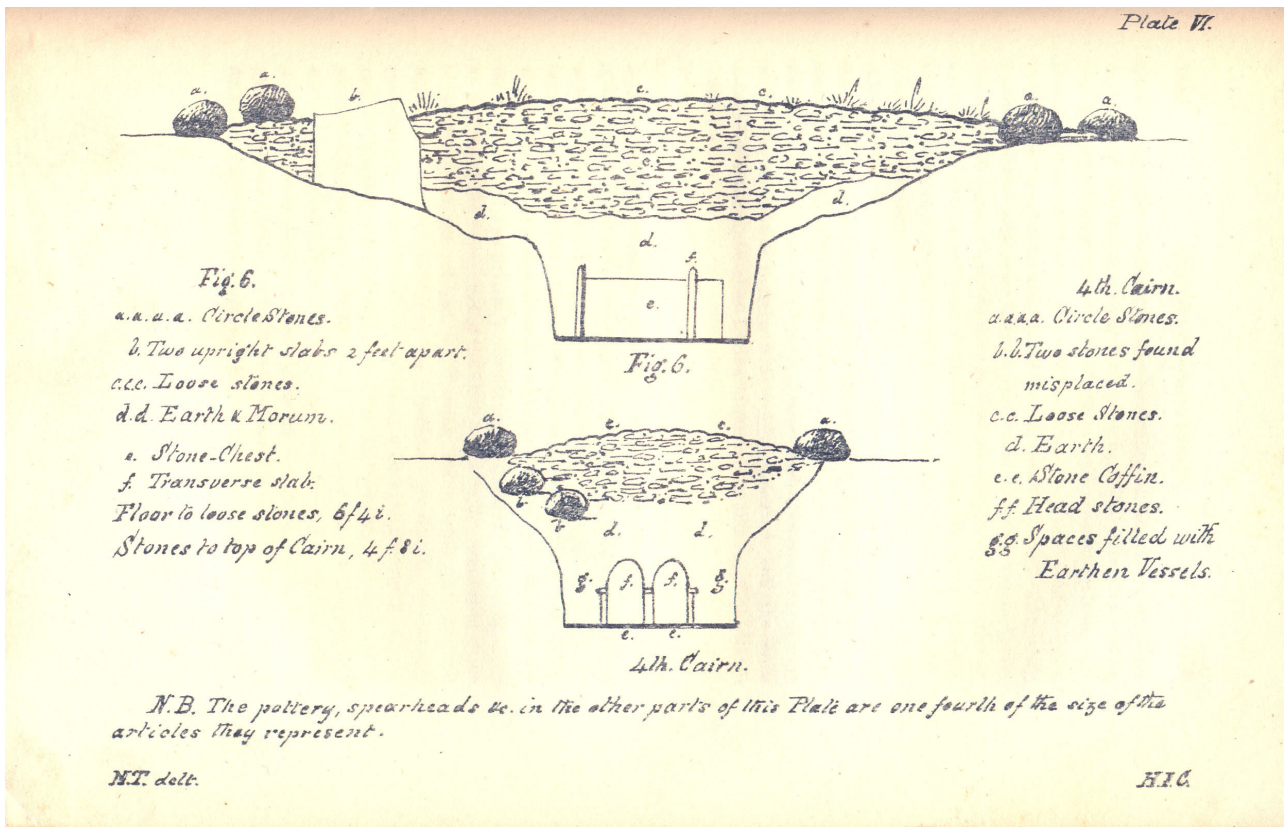 Plate VI.
a. a. b. c. c. a. a.
c.
d. d.
d.
f.
e.
Fig. 6.
Fig. 6.
a.a.a.a. Circle Stones.
b. Two upright slabs 2 feet apart.
c.c.c. Loose stones.
d.d. Earth & Morum.
e. Stone-Chest.
f. Transverse slab.
Floor to loose stones, 6f 4i.
Stones to top of Cairn, 4f. 8i.
4th. Cairn.
a.a.a.a. Circle Stones.
b.b. Two stones found
misplaced.
c.c. Loose Stones.
d. Earth.
e.e. Stone Coffin.
f f. Head stones.
g.g. Spaces filled with
Earthen Vessels.
a. c. c. a.
b.
b.
d. d.
g. f. f. g.
e. e.
4th. Cairn.
N.B. The pottery, spearheads &c. in the other parts of this Plate are one fourth of the size of the
articles they represent.
N.T. delt.
H.I.C.